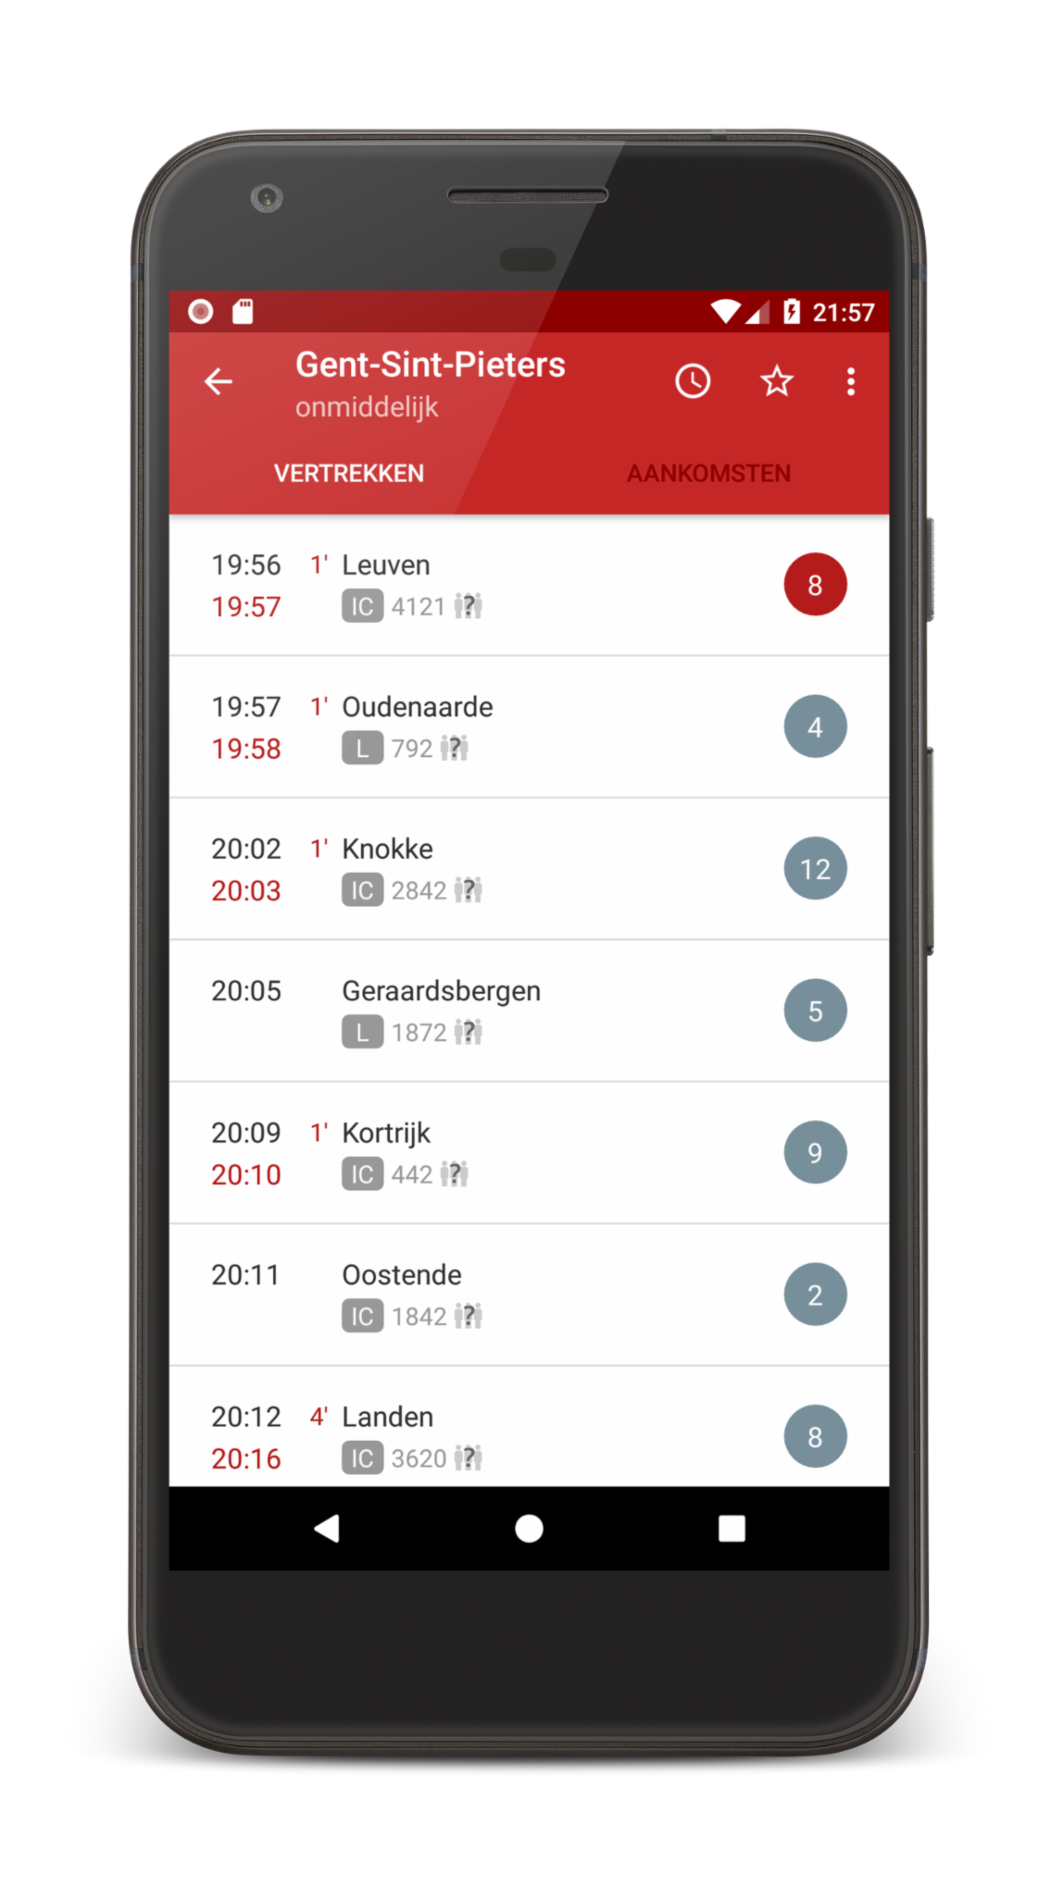 21:57
Gent-Sint-Pieters
onmiddelijk
VERTREKKEN AANKOMSTEN
19:56 1' Leuven 8
19:57 IC 4121 ?
19:57 1' Oudenaarde 4
19:58 L 792 ?
20:02 1' Knokke 12
20:03 IC 2842 ?
20:05 Geraardsbergen 5
L 1872 ?
20:09 1' Kortrijk 9
20:10 IC 442 ?
20:11 Oostende 2
IC 1842 ?
20:12 4' Landen 8
20:16 IC 3620 ?